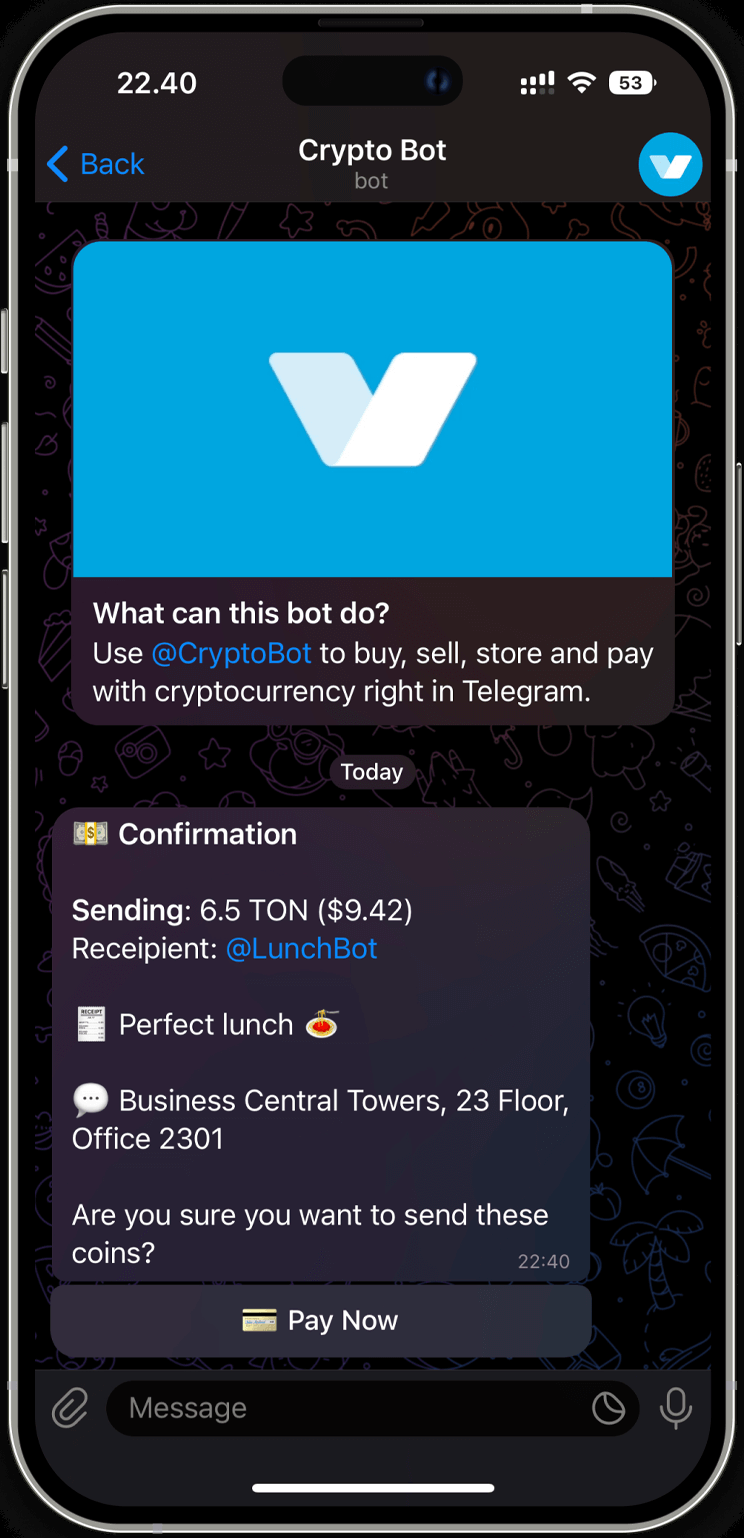 22.40
53
Back
Crypto Bot
bot
What can this bot do?
Use @CryptoBot to buy, sell, store and pay
with cryptocurrency right in Telegram.
Today
💵 Confirmation
Sending: 6.5 TON ($9.42)
Receipient: @LunchBot
🧾 Perfect lunch 🍝
💬 Business Central Towers, 23 Floor,
Office 2301
Are you sure you want to send these
coins?
22:40
💳 Pay Now
Message